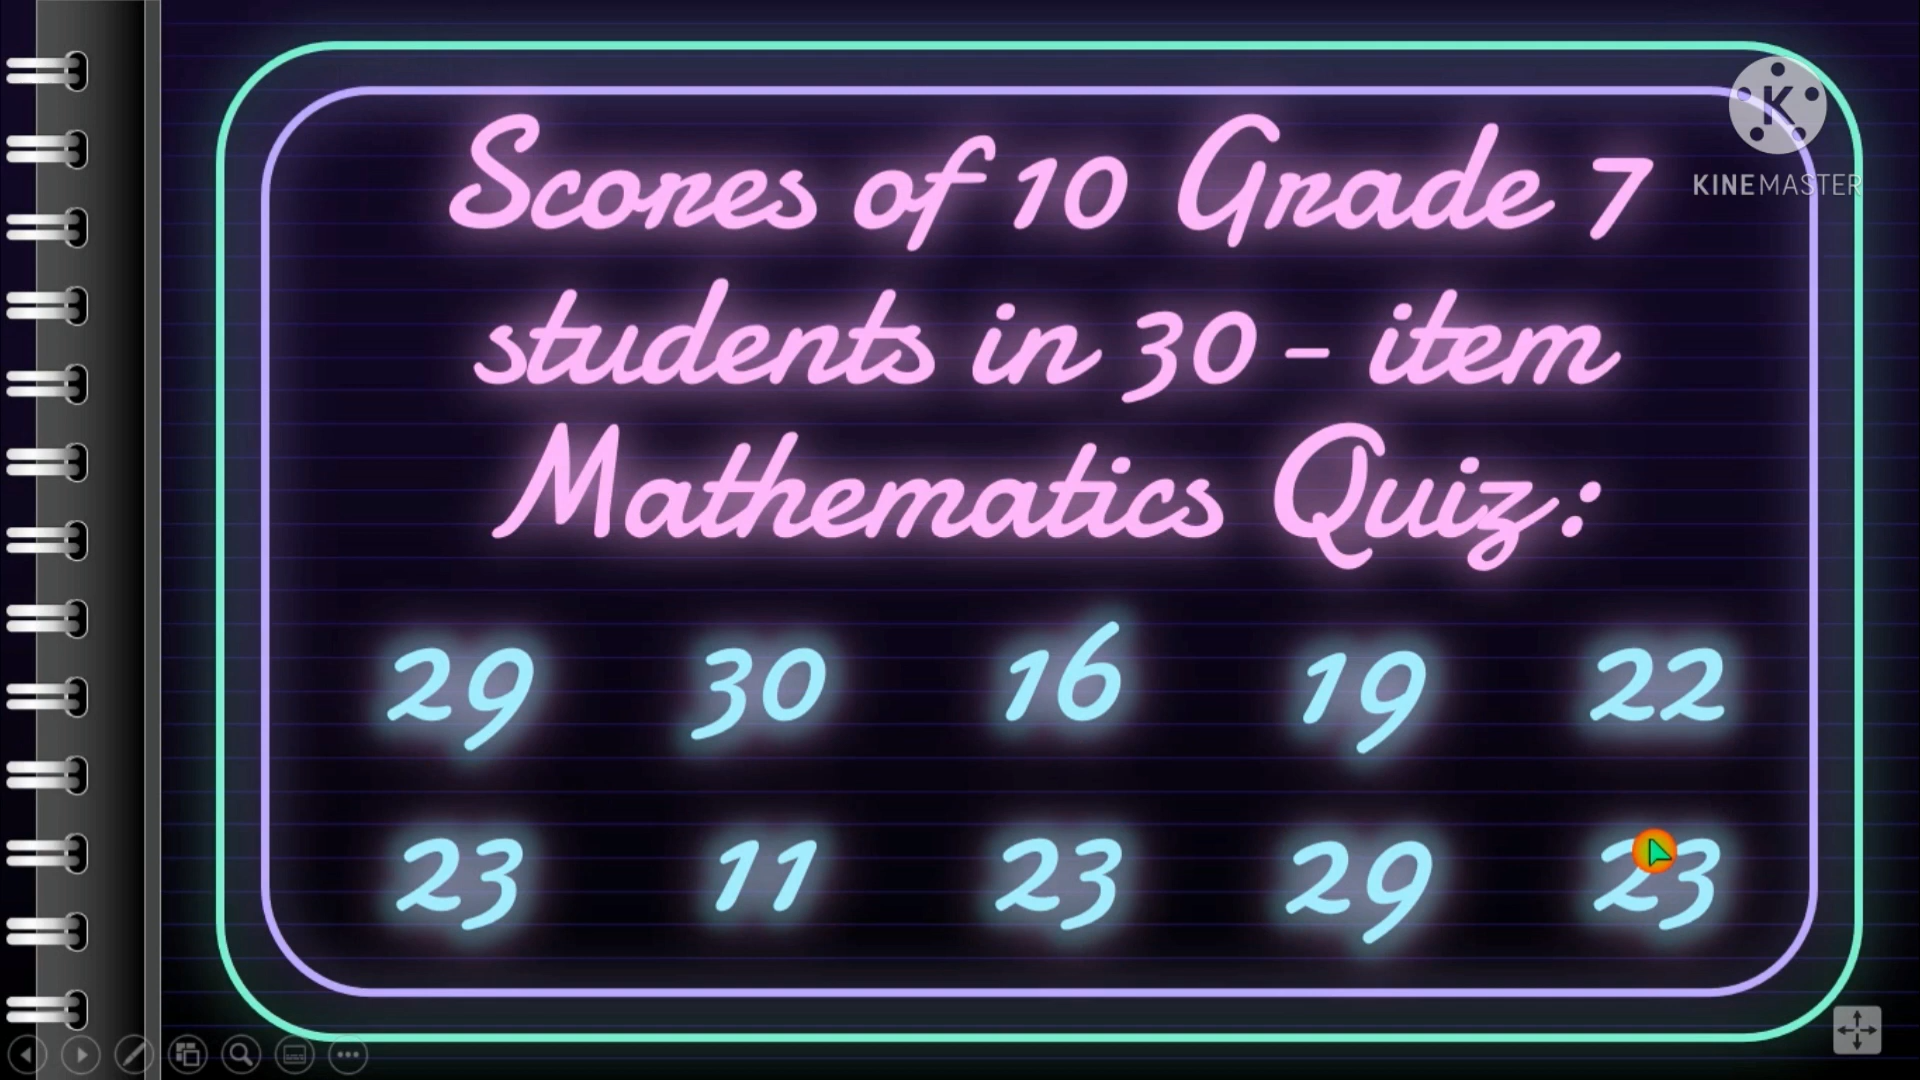 Scores of 10 Grade 7
students in 30 - item
Mathematics Quiz:
29 30 16 19 22
23 11 23 29 23
K
KINEMASTER